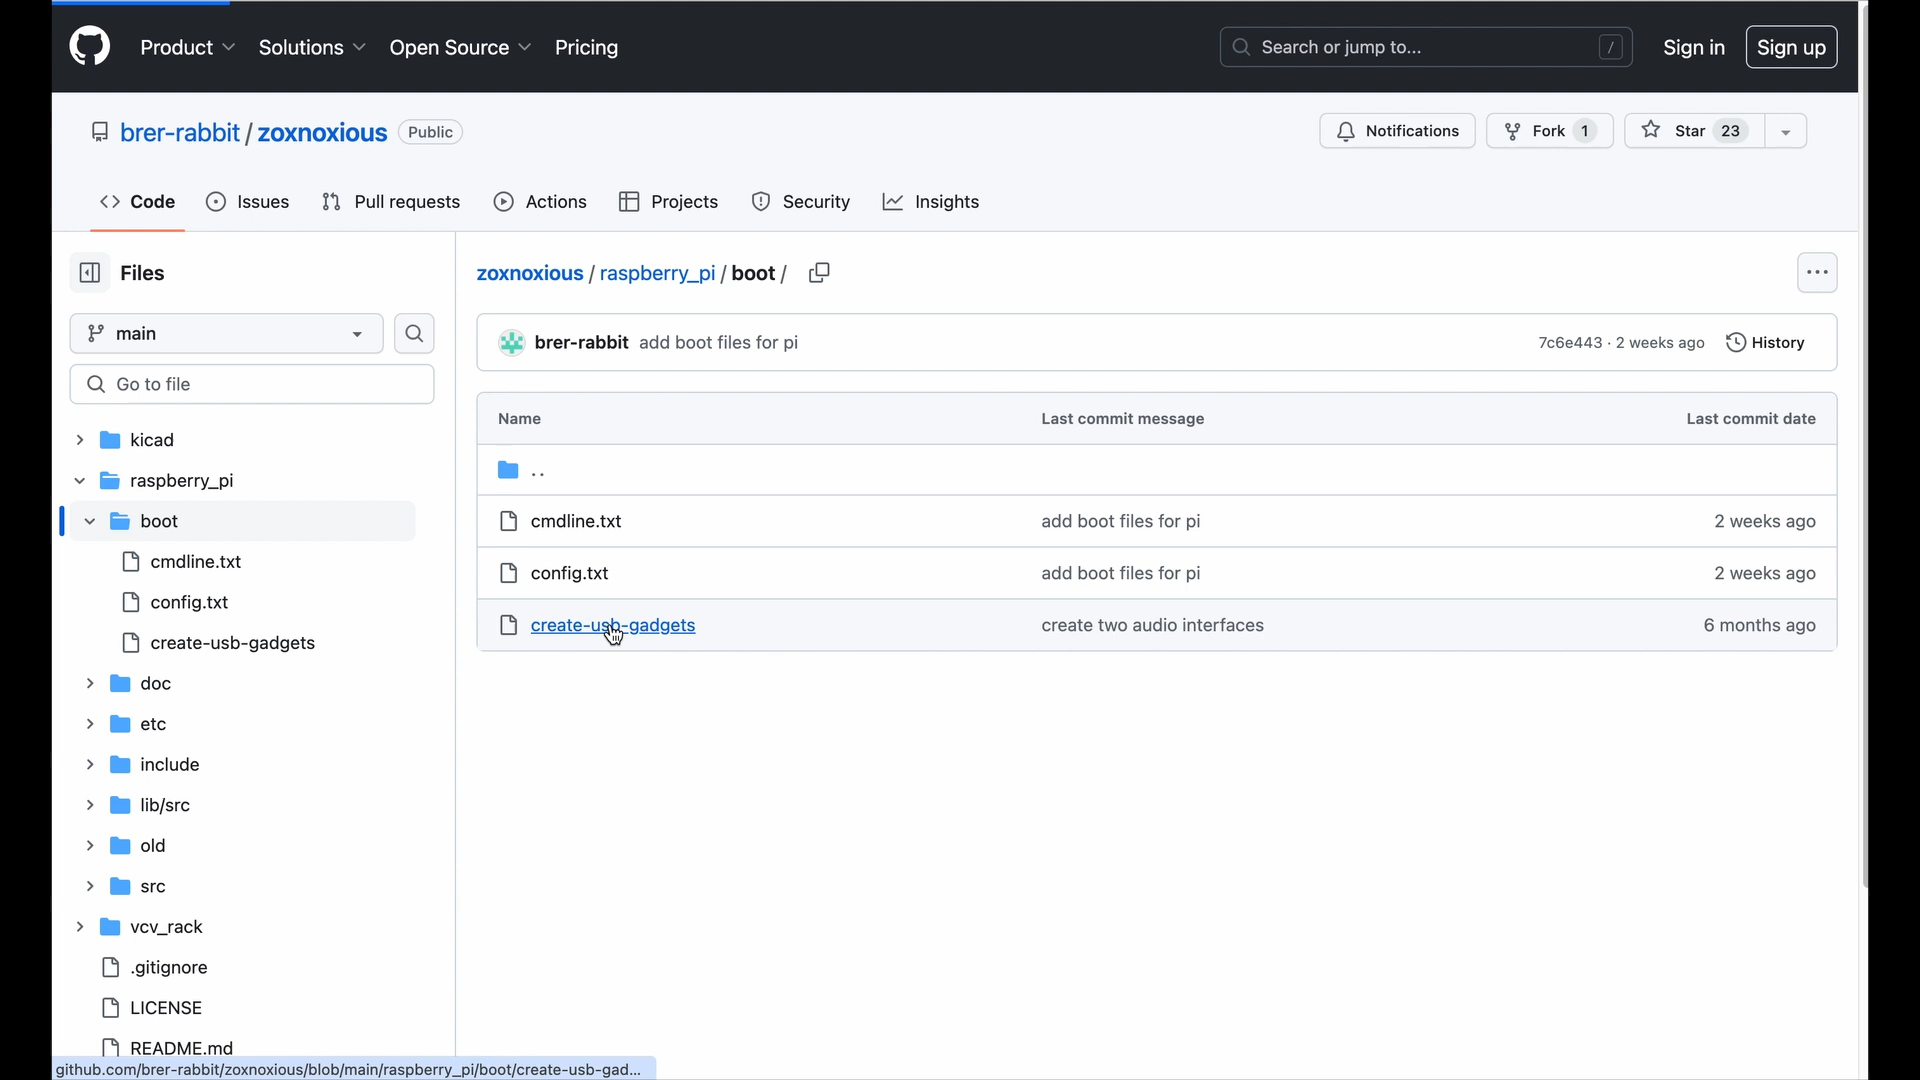 Product Solutions Open Source Pricing Search or jump to... / Sign in Sign up
brer-rabbit / zoxnoxious Public Notifications Fork 1 Star 23
Code Issues Pull requests Actions Projects Security Insights
Files
main
Go to file
kicad
raspberry_pi
boot
cmdline.txt
config.txt
create-usb-gadgets
doc
etc
include
lib/src
old
src
vcv_rack
.gitignore
LICENSE
README.md
zoxnoxious / raspberry_pi / boot /
brer-rabbit add boot files for pi 7c6e443 · 2 weeks ago History
Name Last commit message Last commit date
..
cmdline.txt add boot files for pi 2 weeks ago
config.txt add boot files for pi 2 weeks ago
create-usb-gadgets create two audio interfaces 6 months ago
github.com/brer-rabbit/zoxnoxious/blob/main/raspberry_pi/boot/create-usb-gad...